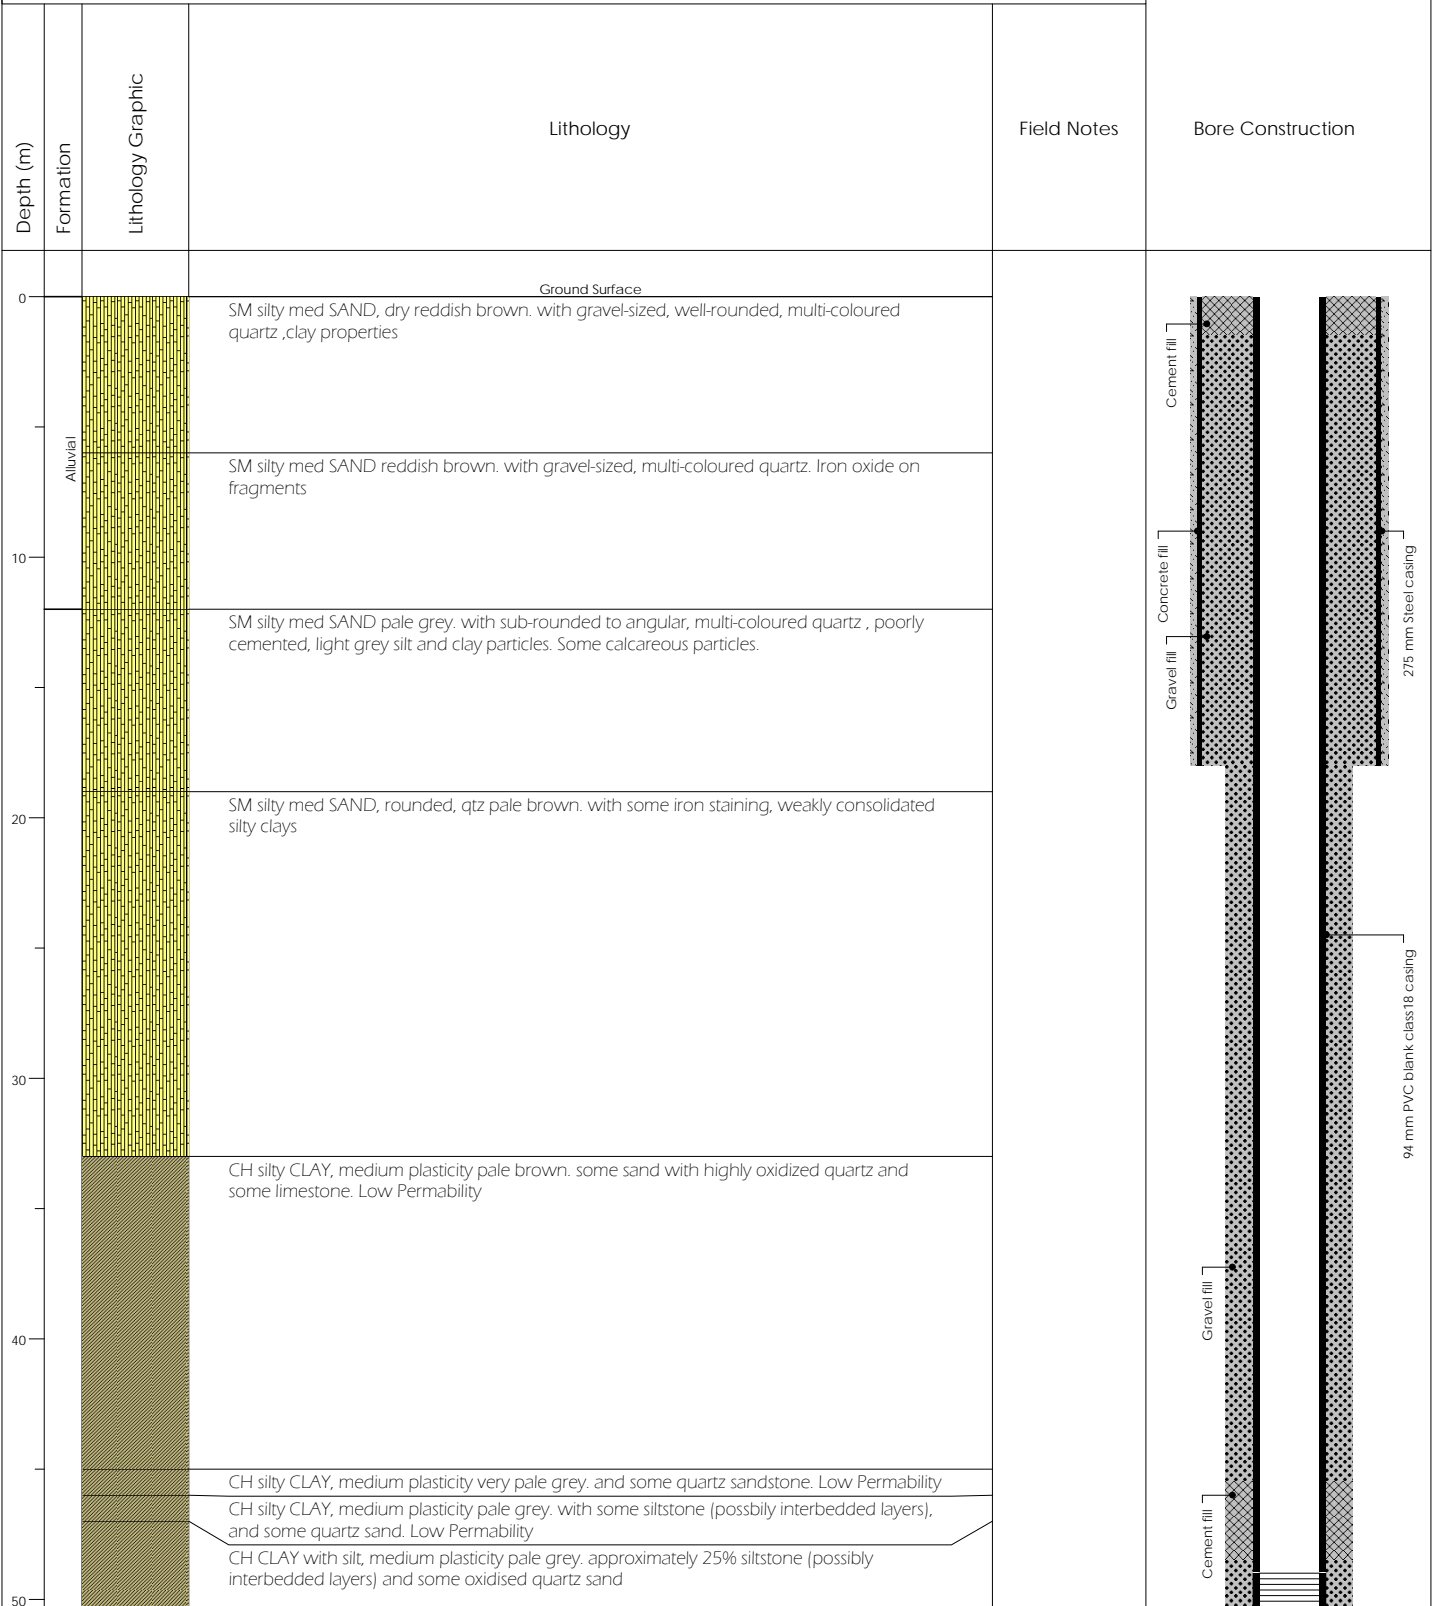 Depth (m)
Formation
Lithology Graphic
Lithology
Field Notes
Bore Construction
Ground Surface
0
SM silty med SAND, dry reddish brown. with gravel-sized, well-rounded, multi-coloured
quartz ,clay properties
Cement fill
Alluvial
SM silty med SAND reddish brown. with gravel-sized, multi-coloured quartz. Iron oxide on
fragments
10
Concrete fill
275 mm Steel casing
SM silty med SAND pale grey. with sub-rounded to angular, multi-coloured quartz , poorly
cemented, light grey silt and clay particles. Some calcareous particles.
Gravel fill
SM silty med SAND, rounded, qtz pale brown. with some iron staining, weakly consolidated
silty clays
20
94 mm PVC blank class18 casing
30
CH silty CLAY, medium plasticity pale brown. some sand with highly oxidized quartz and
some limestone. Low Permability
Gravel fill
40
CH silty CLAY, medium plasticity very pale grey. and some quartz sandstone. Low Permability
CH silty CLAY, medium plasticity pale grey. with some siltstone (possbily interbedded layers),
and some quartz sand. Low Permability
Cement fill
CH CLAY with silt, medium plasticity pale grey. approximately 25% siltstone (possibly
interbedded layers) and some oxidised quartz sand
50